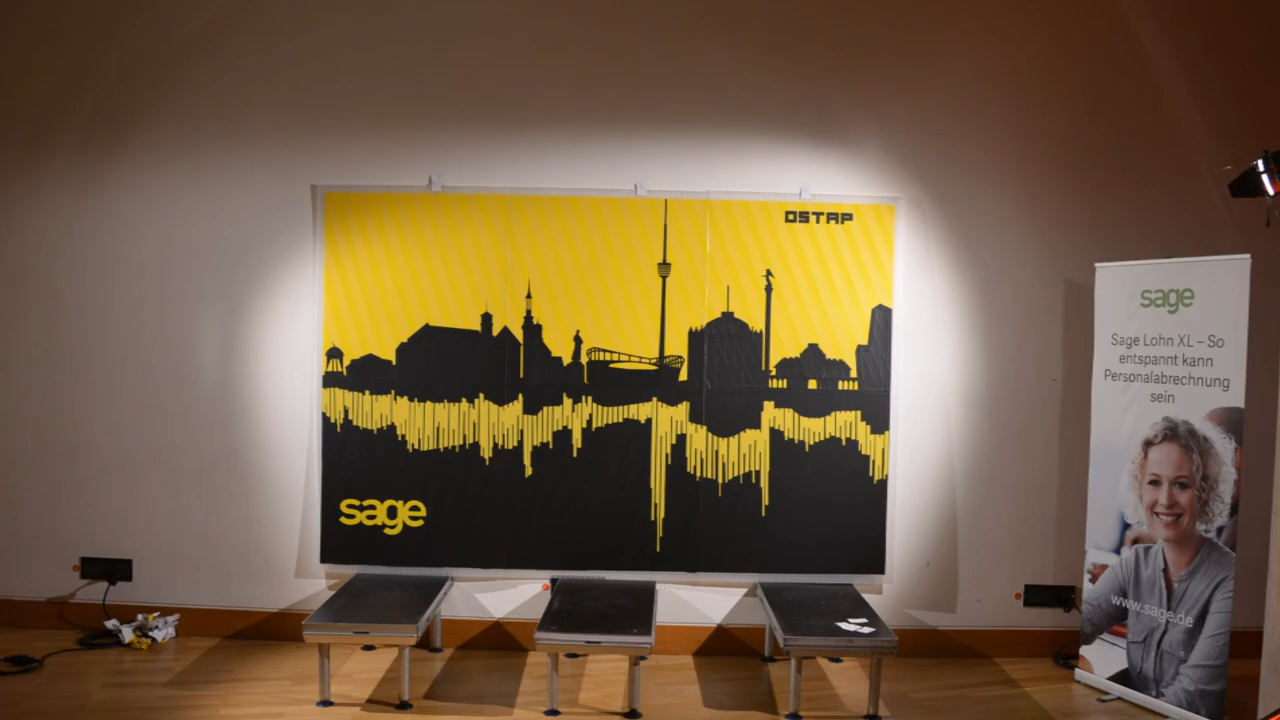 OSTAP
sage
sage
Sage Lohn XL – So
entspannt kann
Personalabrechnung
sein
www.sage.de